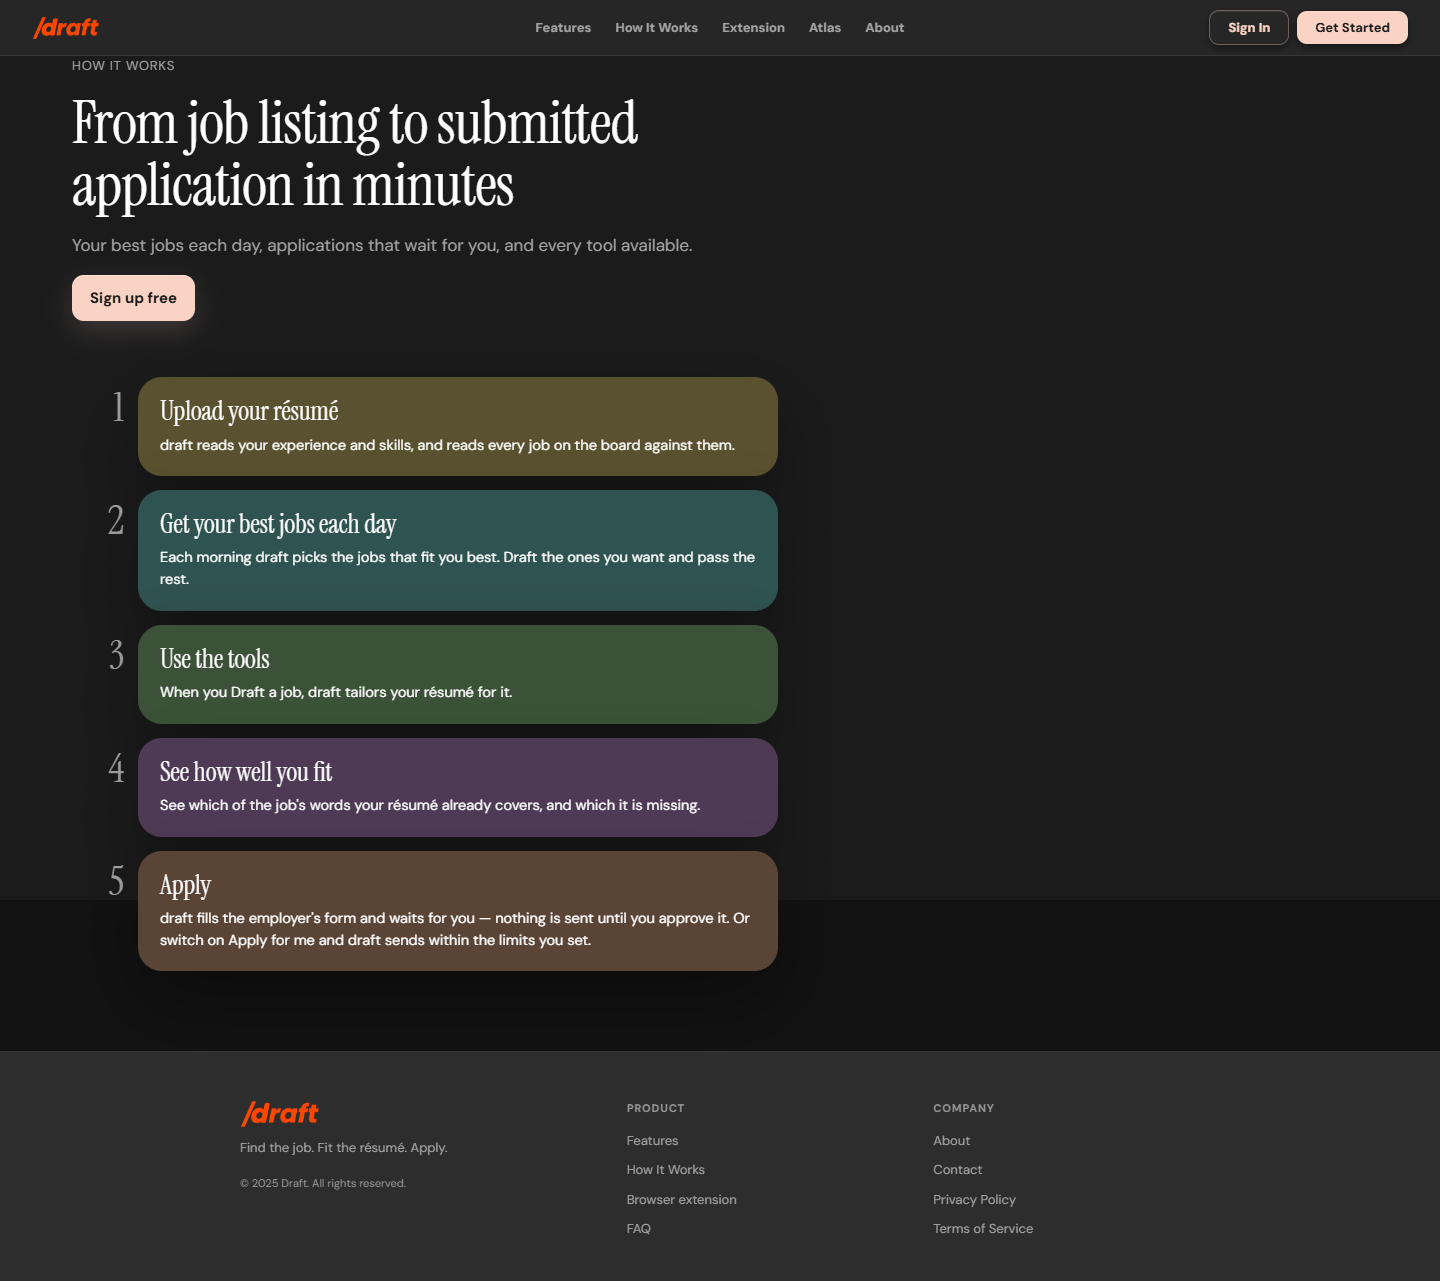 /draft
Features
How It Works
Extension
Atlas
About
Sign In
Get Started
HOW IT WORKS
From job listing to submitted
application in minutes
Your best jobs each day, applications that wait for you, and every tool available.
Sign up free
1
Upload your résumé
draft reads your experience and skills, and reads every job on the board against them.
2
Get your best jobs each day
Each morning draft picks the jobs that fit you best. Draft the ones you want and pass the
rest.
3
Use the tools
When you Draft a job, draft tailors your résumé for it.
4
See how well you fit
See which of the job's words your résumé already covers, and which it is missing.
5
Apply
draft fills the employer's form and waits for you — nothing is sent until you approve it. Or
switch on Apply for me and draft sends within the limits you set.
/draft
Find the job. Fit the résumé. Apply.
© 2025 Draft. All rights reserved.
PRODUCT
Features
How It Works
Browser extension
FAQ
COMPANY
About
Contact
Privacy Policy
Terms of Service